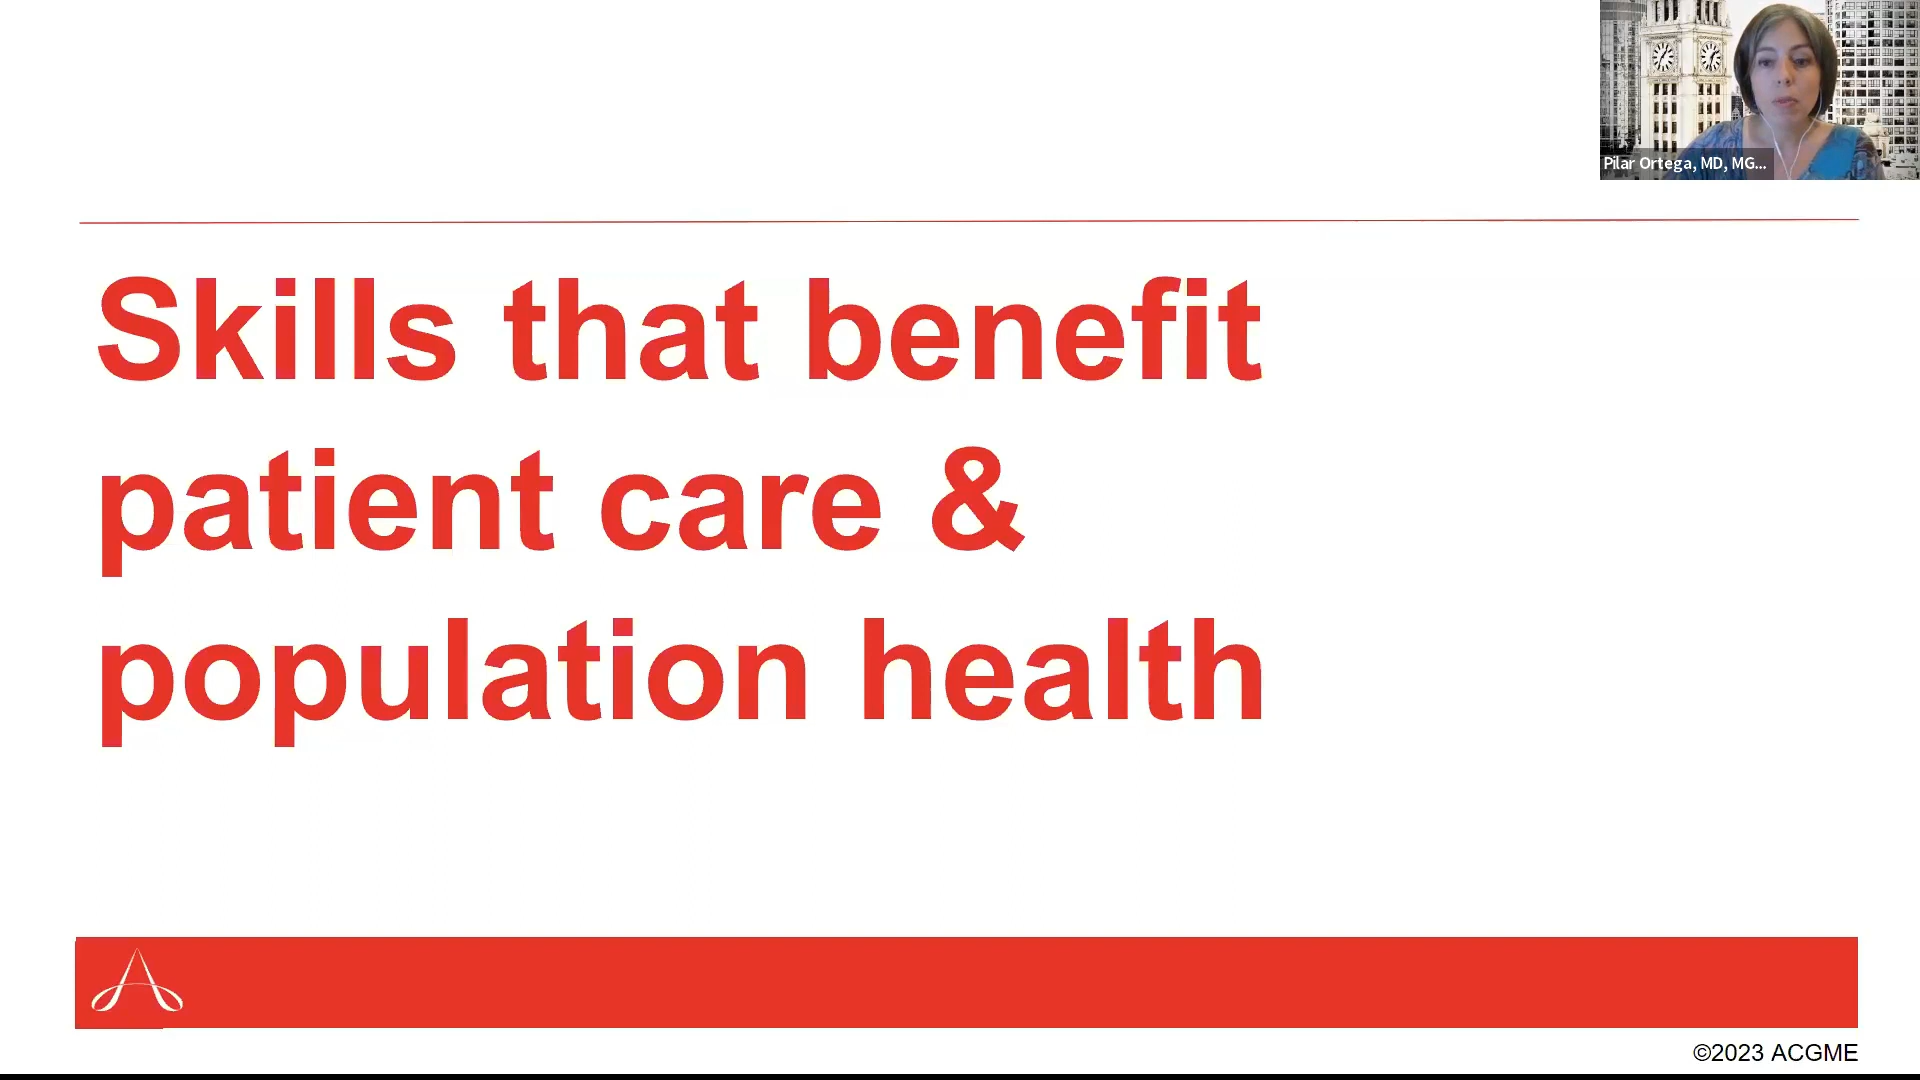 Pilar Ortega, MD, MG...
Skills that benefit
patient care &
population health
©2023 ACGME